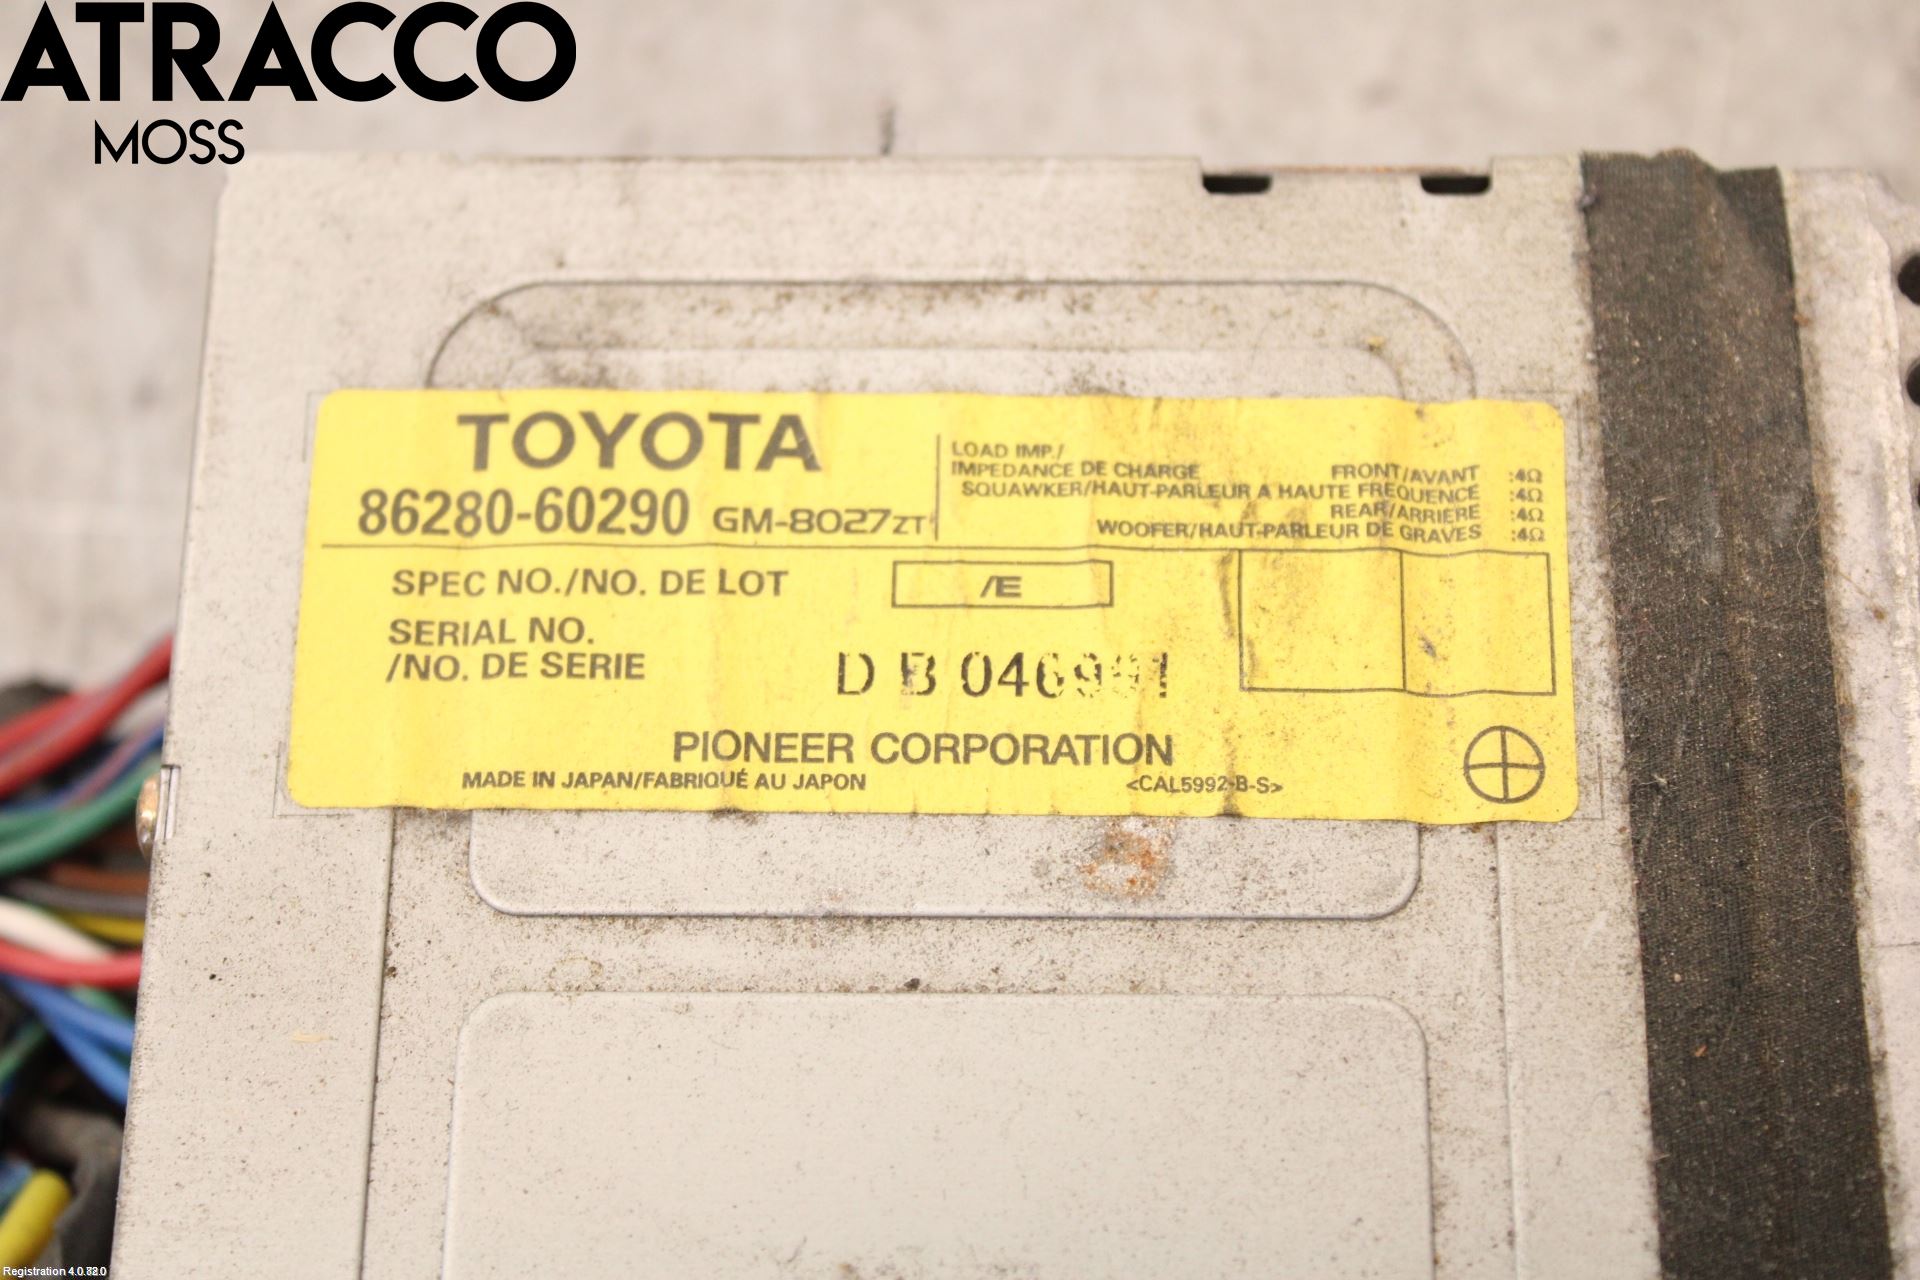 ATRACCO
MOSS
TOYOTA
86280-60290 GM-8027ZT
LOAD IMP./
IMPEDANCE DE CHARGE FRONT/AVANT :4Ω
SQUAWKER/HAUT-PARLEUR A HAUTE FREQUENCE :4Ω
REAR/ARRIERE :4Ω
WOOFER/HAUT-PARLEUR DE GRAVES :4Ω
SPEC NO./NO. DE LOT /E
SERIAL NO.
/NO. DE SERIE
D B
PIONEER CORPORATION
MADE IN JAPAN/FABRIQUÉ AU JAPON <CAL5992-B-S>
Registration